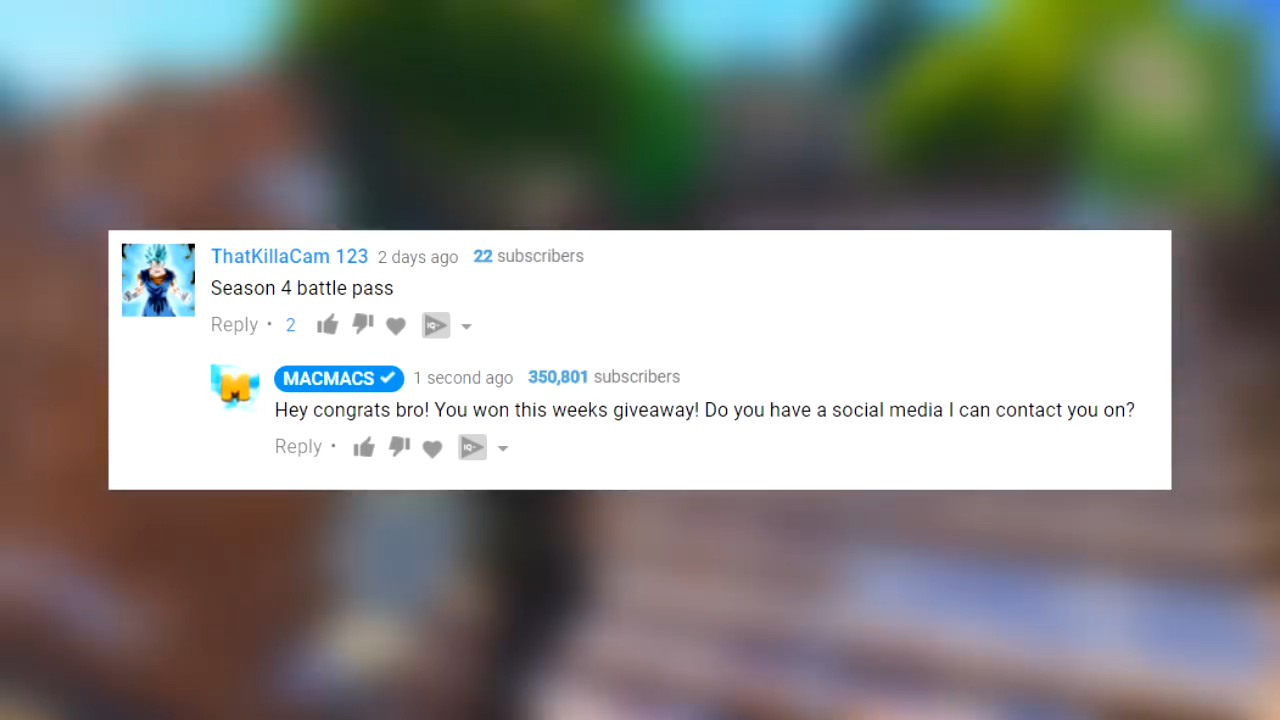 ThatKillaCam 123 2 days ago 22 subscribers
Season 4 battle pass
Reply • 2 IQ+
M MACMACS 1 second ago 350,801 subscribers
Hey congrats bro! You won this weeks giveaway! Do you have a social media I can contact you on?
Reply • IQ+